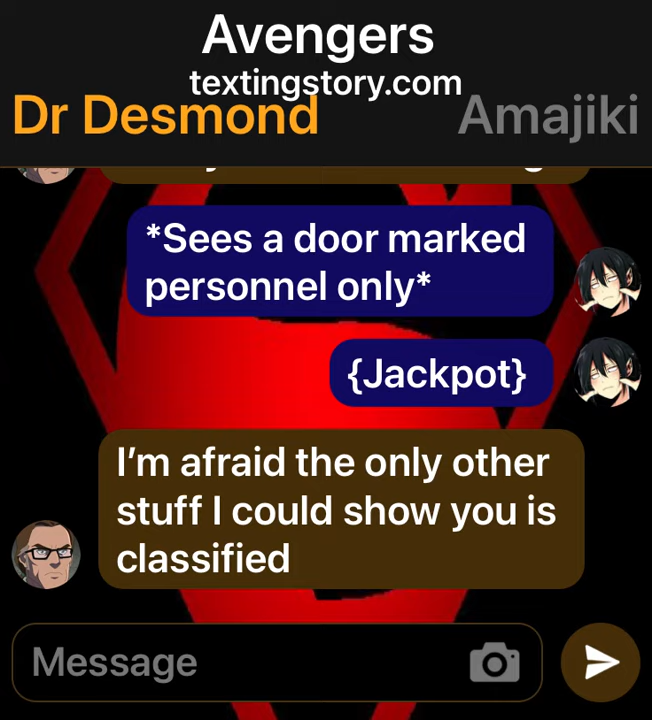 Avengers
textingstory.com
Dr Desmond
Amajiki
*Sees a door marked
personnel only*
{Jackpot}
I’m afraid the only other
stuff I could show you is
classified
Message